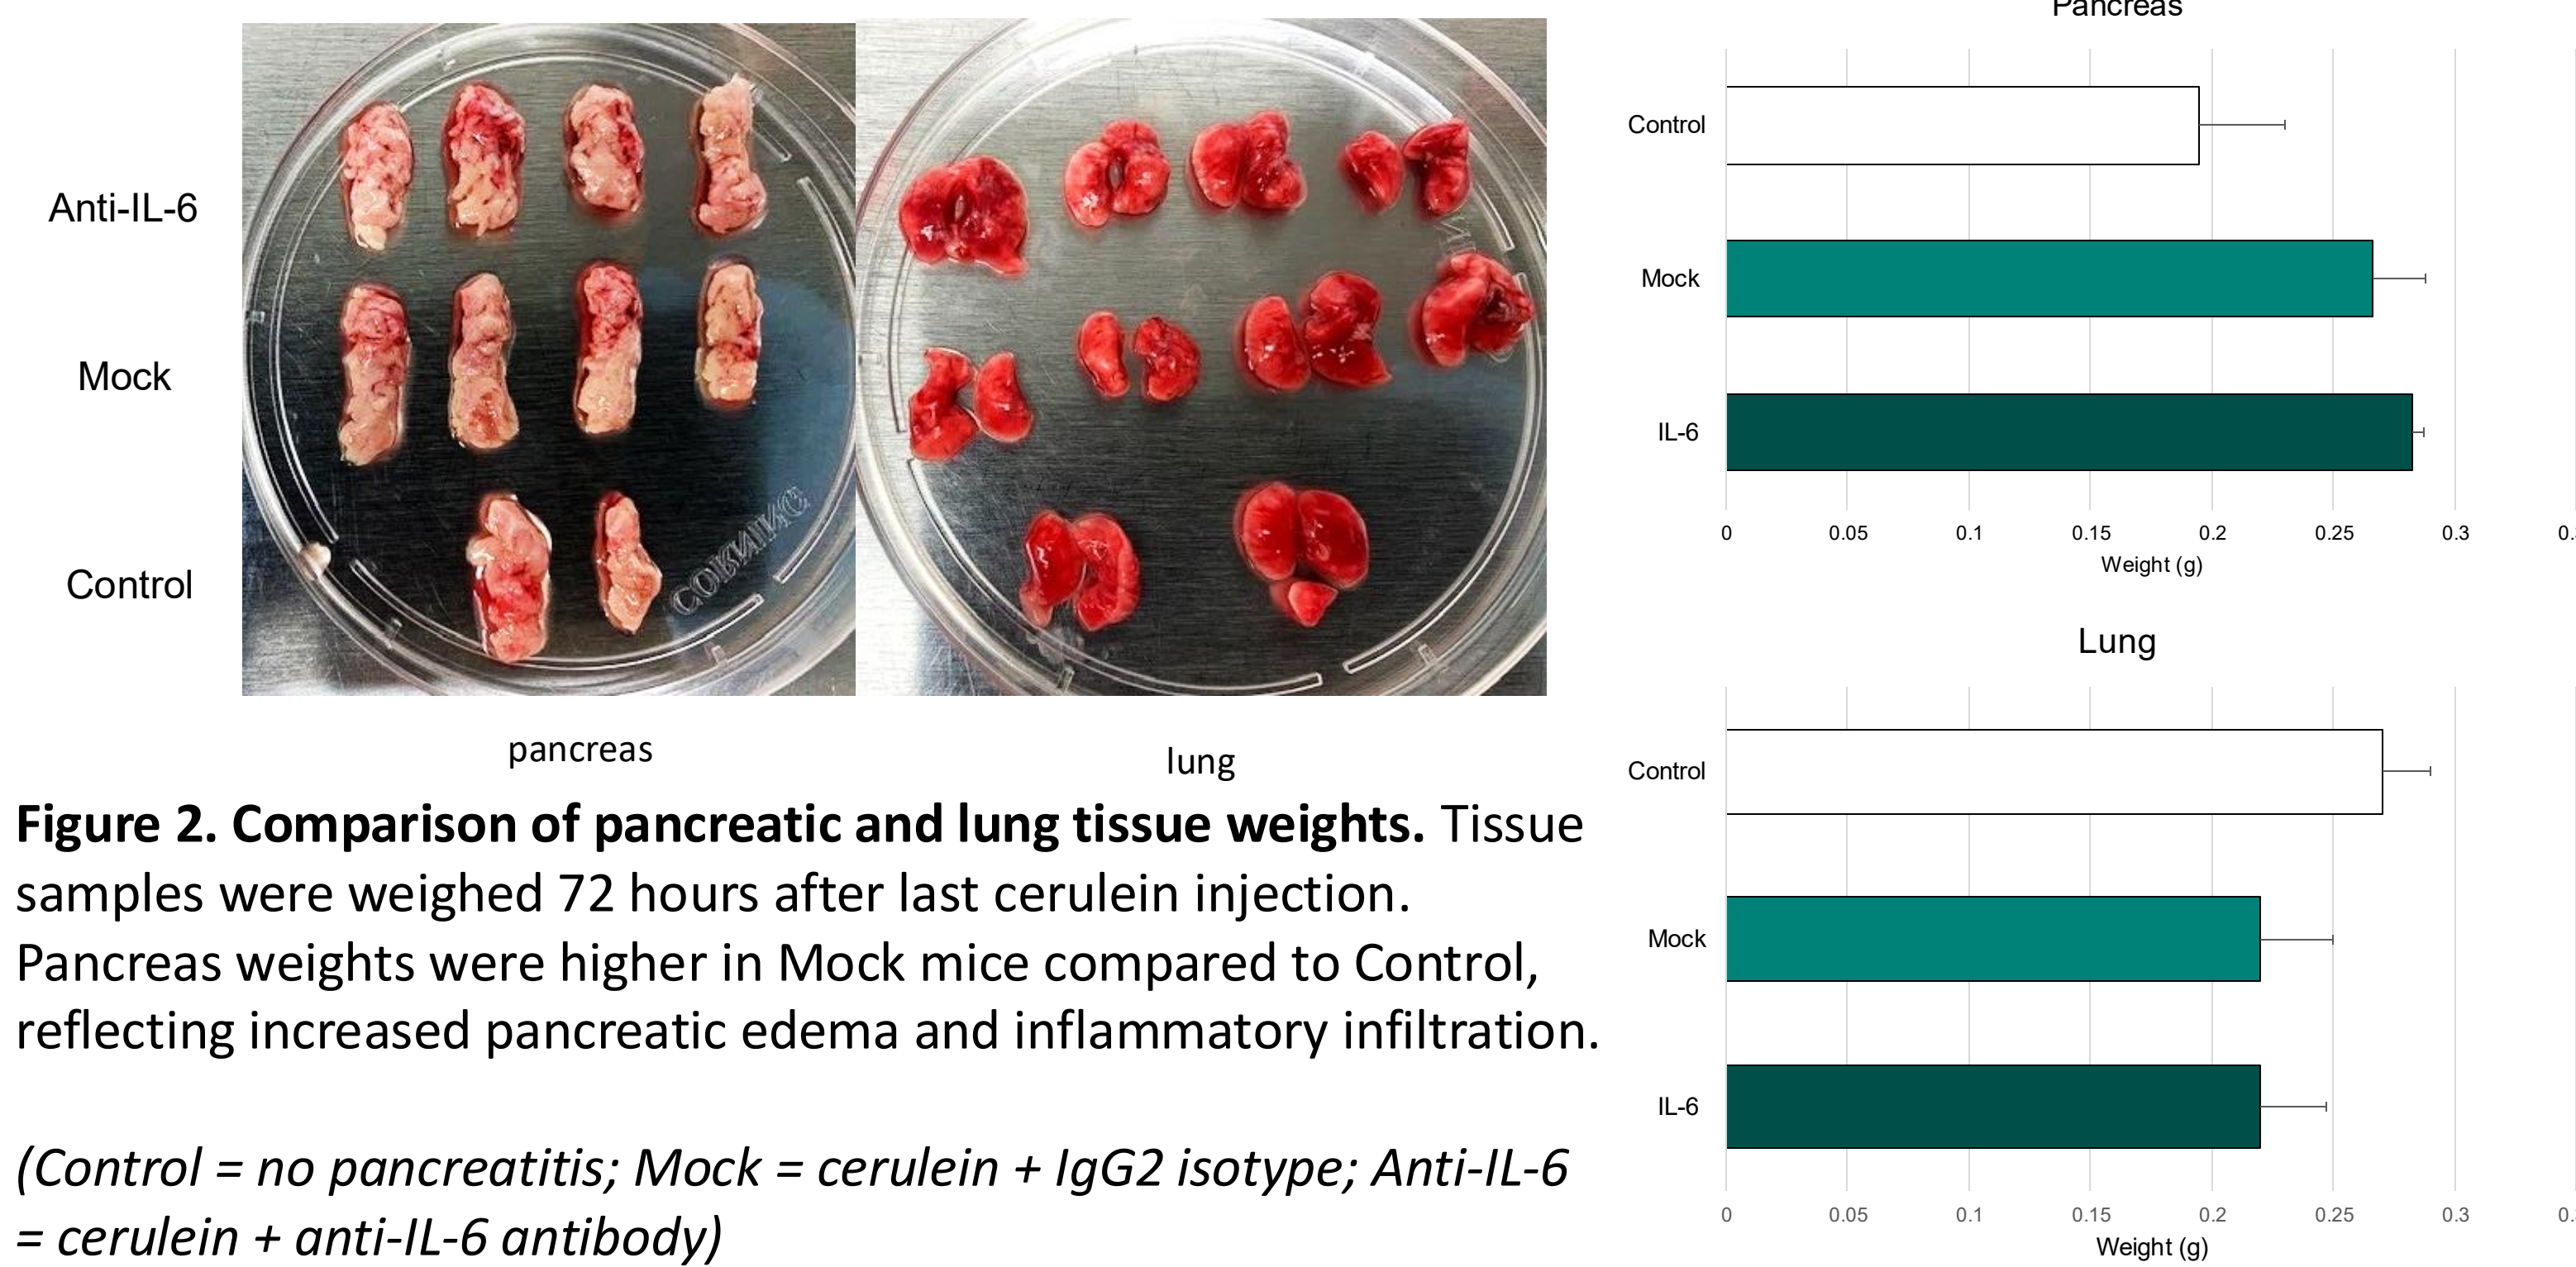 Anti-IL-6
Mock
Control
CORNING
pancreas
lung
Figure 2. Comparison of pancreatic and lung tissue weights. Tissue
samples were weighed 72 hours after last cerulein injection.
Pancreas weights were higher in Mock mice compared to Control,
reflecting increased pancreatic edema and inflammatory infiltration.
(Control = no pancreatitis; Mock = cerulein + IgG2 isotype; Anti-IL-6
= cerulein + anti-IL-6 antibody)
Pancreas
Control
Mock
IL-6
0 0.05 0.1 0.15 0.2 0.25 0.3
Weight (g)
Lung
Control
Mock
IL-6
0 0.05 0.1 0.15 0.2 0.25 0.3
Weight (g)